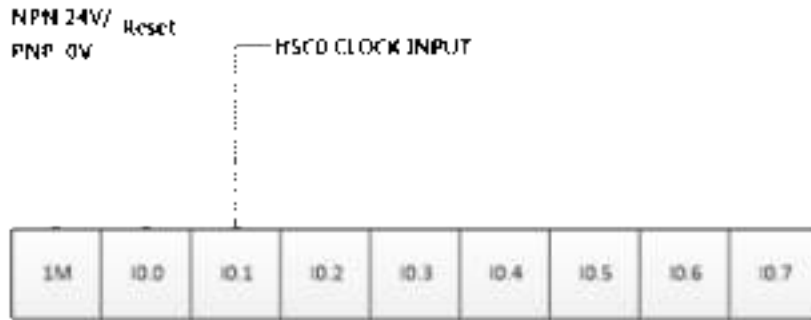 NPN 24V/ Reset
PNP 0V
HSC0 CLOCK INPUT
1M I0.0 I0.1 I0.2 I0.3 I0.4 I0.5 I0.6 I0.7